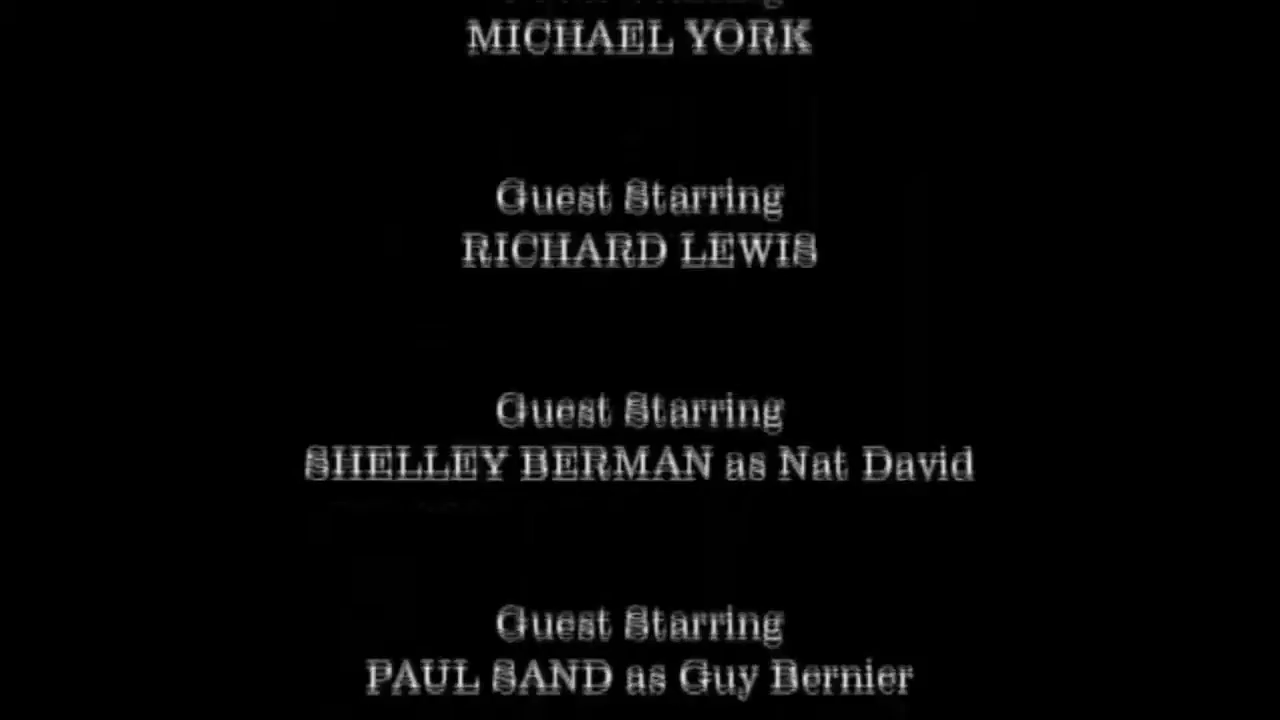 MICHAEL YORK
Guest Starring
RICHARD LEWIS
Guest Starring
SHELLEY BERMAN as Nat David
Guest Starring
PAUL SAND as Guy Bernier